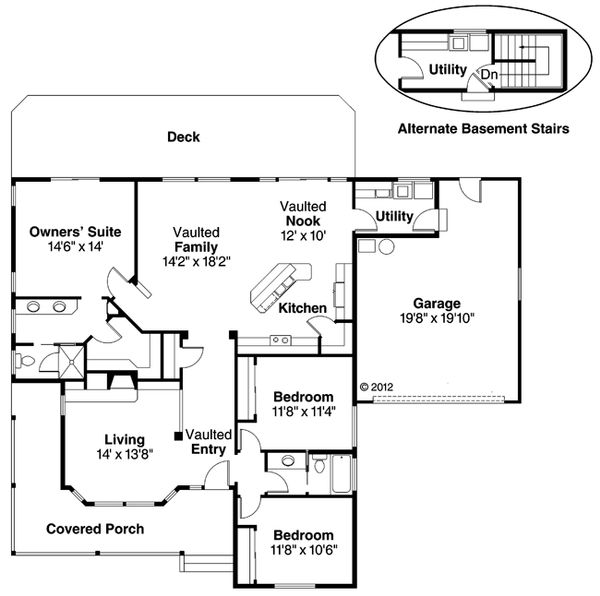 Utility
Dn
Alternate Basement Stairs
Deck
Owners' Suite
14'6" x 14'
Vaulted
Family
14'2" x 18'2"
Vaulted
Nook
12' x 10'
Utility
Kitchen
Garage
19'8" x 19'10"
© 2012
Bedroom
11'8" x 11'4"
Living
14' x 13'8"
Vaulted
Entry
Covered Porch
Bedroom
11'8" x 10'6"